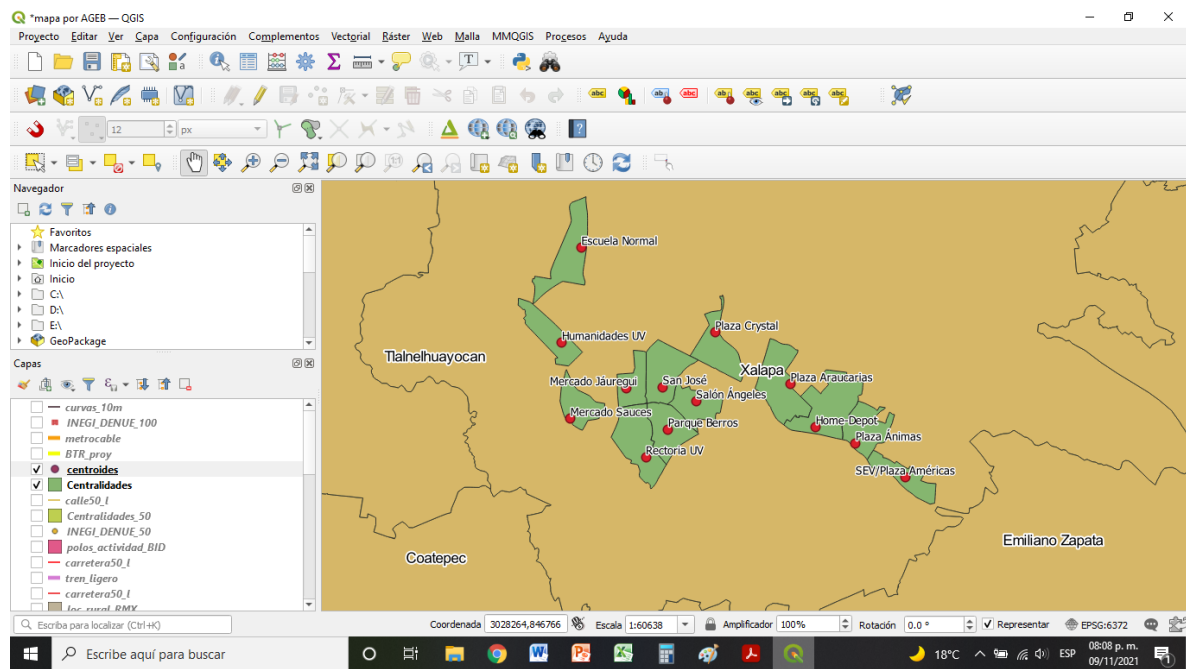 *mapa por AGEB — QGIS
Proyecto Editar Ver Capa Configuración Complementos Vectorial Ráster Web Malla MMQGIS Procesos Ayuda
12 px
Navegador
Favoritos
Marcadores espaciales
Inicio del proyecto
Inicio
C:\
D:\
E:\
GeoPackage
Capas
curvas_10m
INEGI_DENUE_100
metrocable
BTR_proy
centroides
Centralidades
calle50_l
Centralidades_50
INEGI_DENUE_50
polos_actividad_BID
carretera50_l
tren_ligero
carretera50_l
loc_rural_RMX
Escuela Normal
Humanidades UV
Plaza Crystal
Tlalnelhuayocan
Xalapa
Mercado Jáuregui
San José
Plaza Araucarias
Salón Ángeles
Mercado Sauces
Parque Berros
Home-Depot
Plaza Ánimas
Rectoría UV
SEV/Plaza Américas
Emiliano Zapata
Coatepec
Escriba para localizar (Ctrl+K)
Coordenada 3028264,846766 Escala 1:60638 Amplificador 100% Rotación 0.0 ° Representar EPSG:6372
Escribe aquí para buscar
18°C ESP
08:08 p. m.
09/11/2021